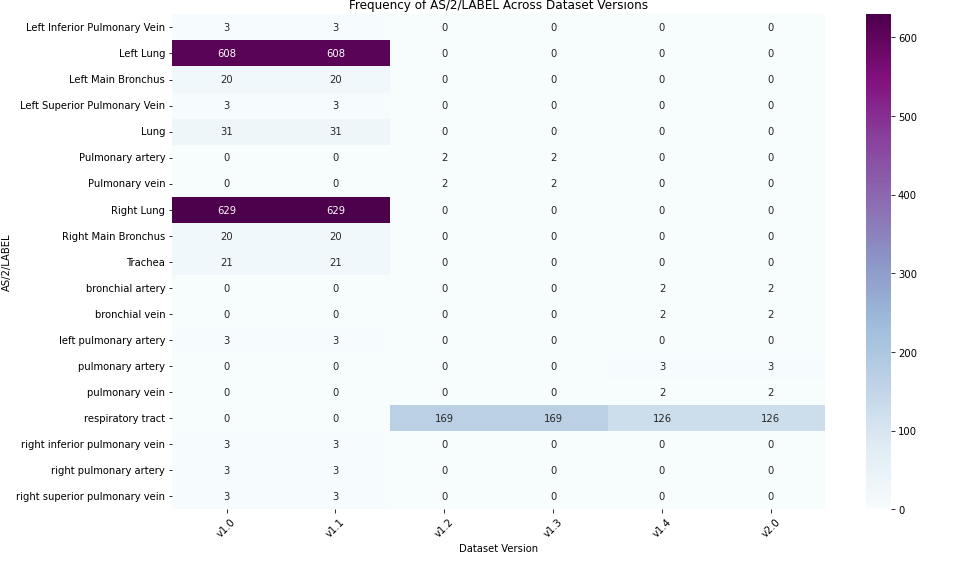 Frequency of AS/2/LABEL Across Dataset Versions
AS/2/LABEL
Left Inferior Pulmonary Vein 3 3 0 0 0 0
Left Lung 608 608 0 0 0 0
Left Main Bronchus 20 20 0 0 0 0
Left Superior Pulmonary Vein 3 3 0 0 0 0
Lung 31 31 0 0 0 0
Pulmonary artery 0 0 2 2 0 0
Pulmonary vein 0 0 2 2 0 0
Right Lung 629 629 0 0 0 0
Right Main Bronchus 20 20 0 0 0 0
Trachea 21 21 0 0 0 0
bronchial artery 0 0 0 0 2 2
bronchial vein 0 0 0 0 2 2
left pulmonary artery 3 3 0 0 0 0
pulmonary artery 0 0 0 0 3 3
pulmonary vein 0 0 0 0 2 2
respiratory tract 0 0 169 169 126 126
right inferior pulmonary vein 3 3 0 0 0 0
right pulmonary artery 3 3 0 0 0 0
right superior pulmonary vein 3 3 0 0 0 0
v1.0 v1.1 v1.2 v1.3 v1.4 v2.0
Dataset Version
600
500
400
300
200
100
0